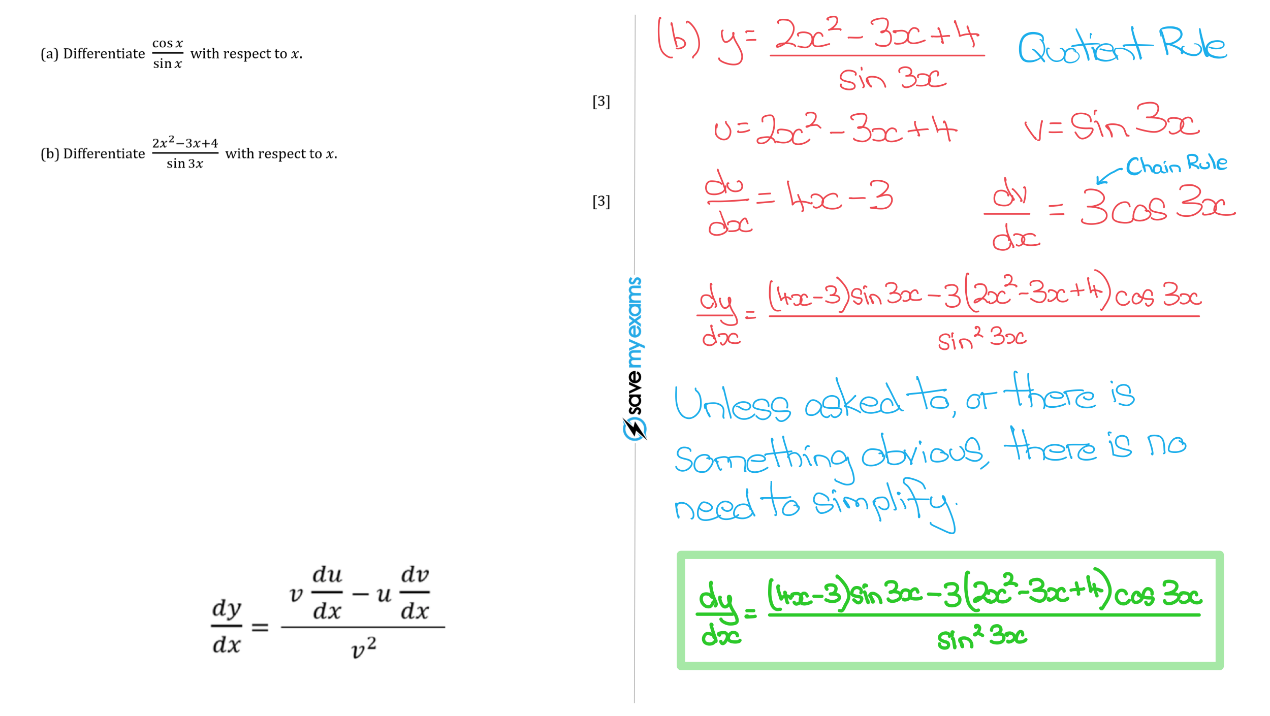 (a) Differentiate cos x / sin x with respect to x.
[3]
(b) Differentiate 2x²−3x+4 / sin 3x with respect to x.
[3]
dy/dx = (v du/dx − u dv/dx) / v²
save my exams
(b) y = 2x² − 3x + 4 / sin 3x Quotient Rule
u = 2x² − 3x + 4 v = sin 3x
Chain Rule
du/dx = 4x − 3 dv/dx = 3 cos 3x
dy/dx = (4x−3) sin 3x − 3(2x² − 3x + 4) cos 3x / sin² 3x
Unless asked to, or there is
something obvious, there is no
need to simplify.
dy/dx = (4x−3) sin 3x − 3(2x² − 3x + 4) cos 3x / sin² 3x